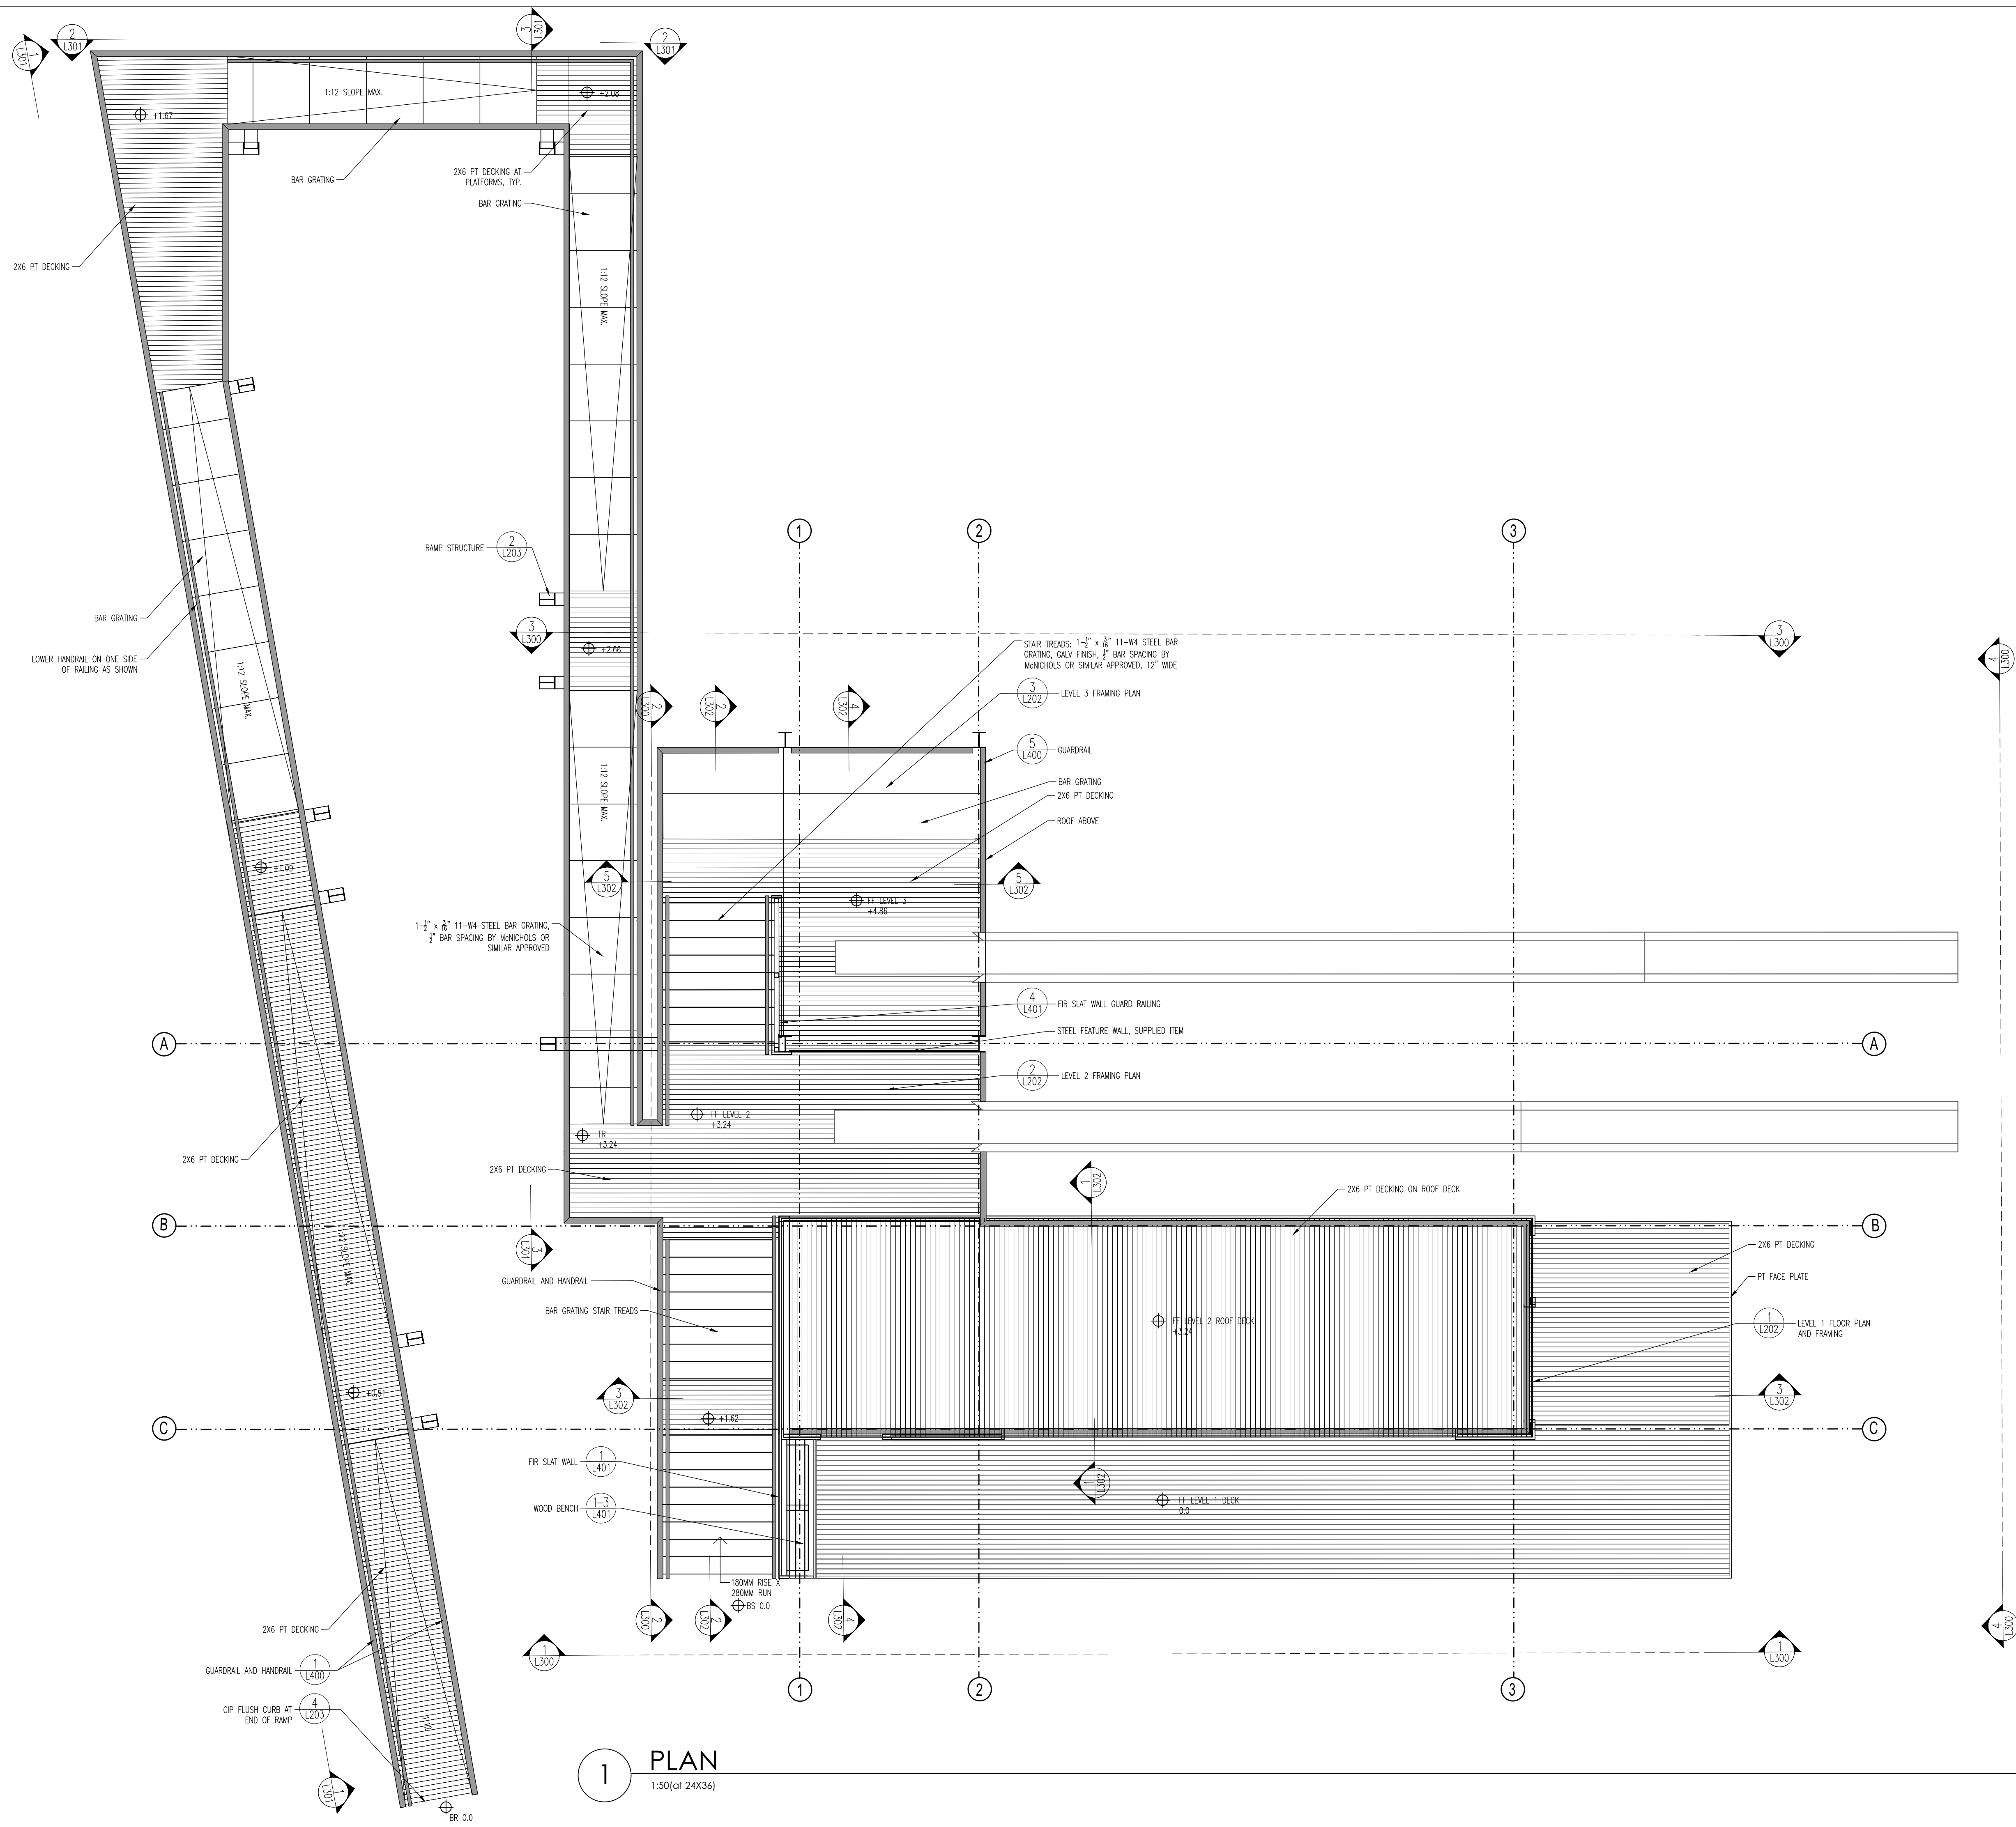 2
L301
3
L301
2
L301
1
L301
1:12 SLOPE MAX.
+2.08
+1.67
BAR GRATING
2X6 PT DECKING AT
PLATFORMS, TYP.
BAR GRATING
2X6 PT DECKING
1:12 SLOPE MAX.
1
2
3
RAMP STRUCTURE
2
L203
BAR GRATING
LOWER HANDRAIL ON ONE SIDE
OF RAILING AS SHOWN
1:12 SLOPE MAX.
3
L300
3
L300
4
L300
+2.66
STAIR TREADS: 1-1/2" x 3/16" 11-W4 STEEL BAR
GRATING, GALV FINISH, 1/2" BAR SPACING BY
McNICHOLS OR SIMILAR APPROVED, 12" WIDE
3
L202
LEVEL 3 FRAMING PLAN
2
L300
2
L302
4
L302
5
L400
GUARDRAIL
1:12 SLOPE MAX.
BAR GRATING
2X6 PT DECKING
ROOF ABOVE
+1.09
5
L302
5
L302
FF LEVEL 3
+4.86
1-1/2" x 3/16" 11-W4 STEEL BAR GRATING,
1/2" BAR SPACING BY McNICHOLS OR
SIMILAR APPROVED
4
L401
FIR SLAT WALL GUARD RAILING
STEEL FEATURE WALL, SUPPLIED ITEM
A
A
2
L202
LEVEL 2 FRAMING PLAN
FF LEVEL 2
+3.24
TR
+3.24
2X6 PT DECKING
2X6 PT DECKING
1
L302
2X6 PT DECKING ON ROOF DECK
B
B
1:12 SLOPE MAX.
3
L301
2X6 PT DECKING
GUARDRAIL AND HANDRAIL
PT FACE PLATE
BAR GRATING STAIR TREADS
FF LEVEL 2 ROOF DECK
+3.24
1
L202
LEVEL 1 FLOOR PLAN
AND FRAMING
+0.51
3
L302
3
L302
+1.62
C
C
FIR SLAT WALL
1
L401
1
L302
WOOD BENCH
1-3
L401
FF LEVEL 1 DECK
0.0
180MM RISE X
280MM RUN
BS 0.0
2X6 PT DECKING
2
L300
2
L302
4
L302
4
L300
1
L300
1
L300
GUARDRAIL AND HANDRAIL
1
L400
1
2
3
CIP FLUSH CURB AT
END OF RAMP
4
L203
1:12
1
L301
BR 0.0
1
PLAN
1:50(at 24X36)